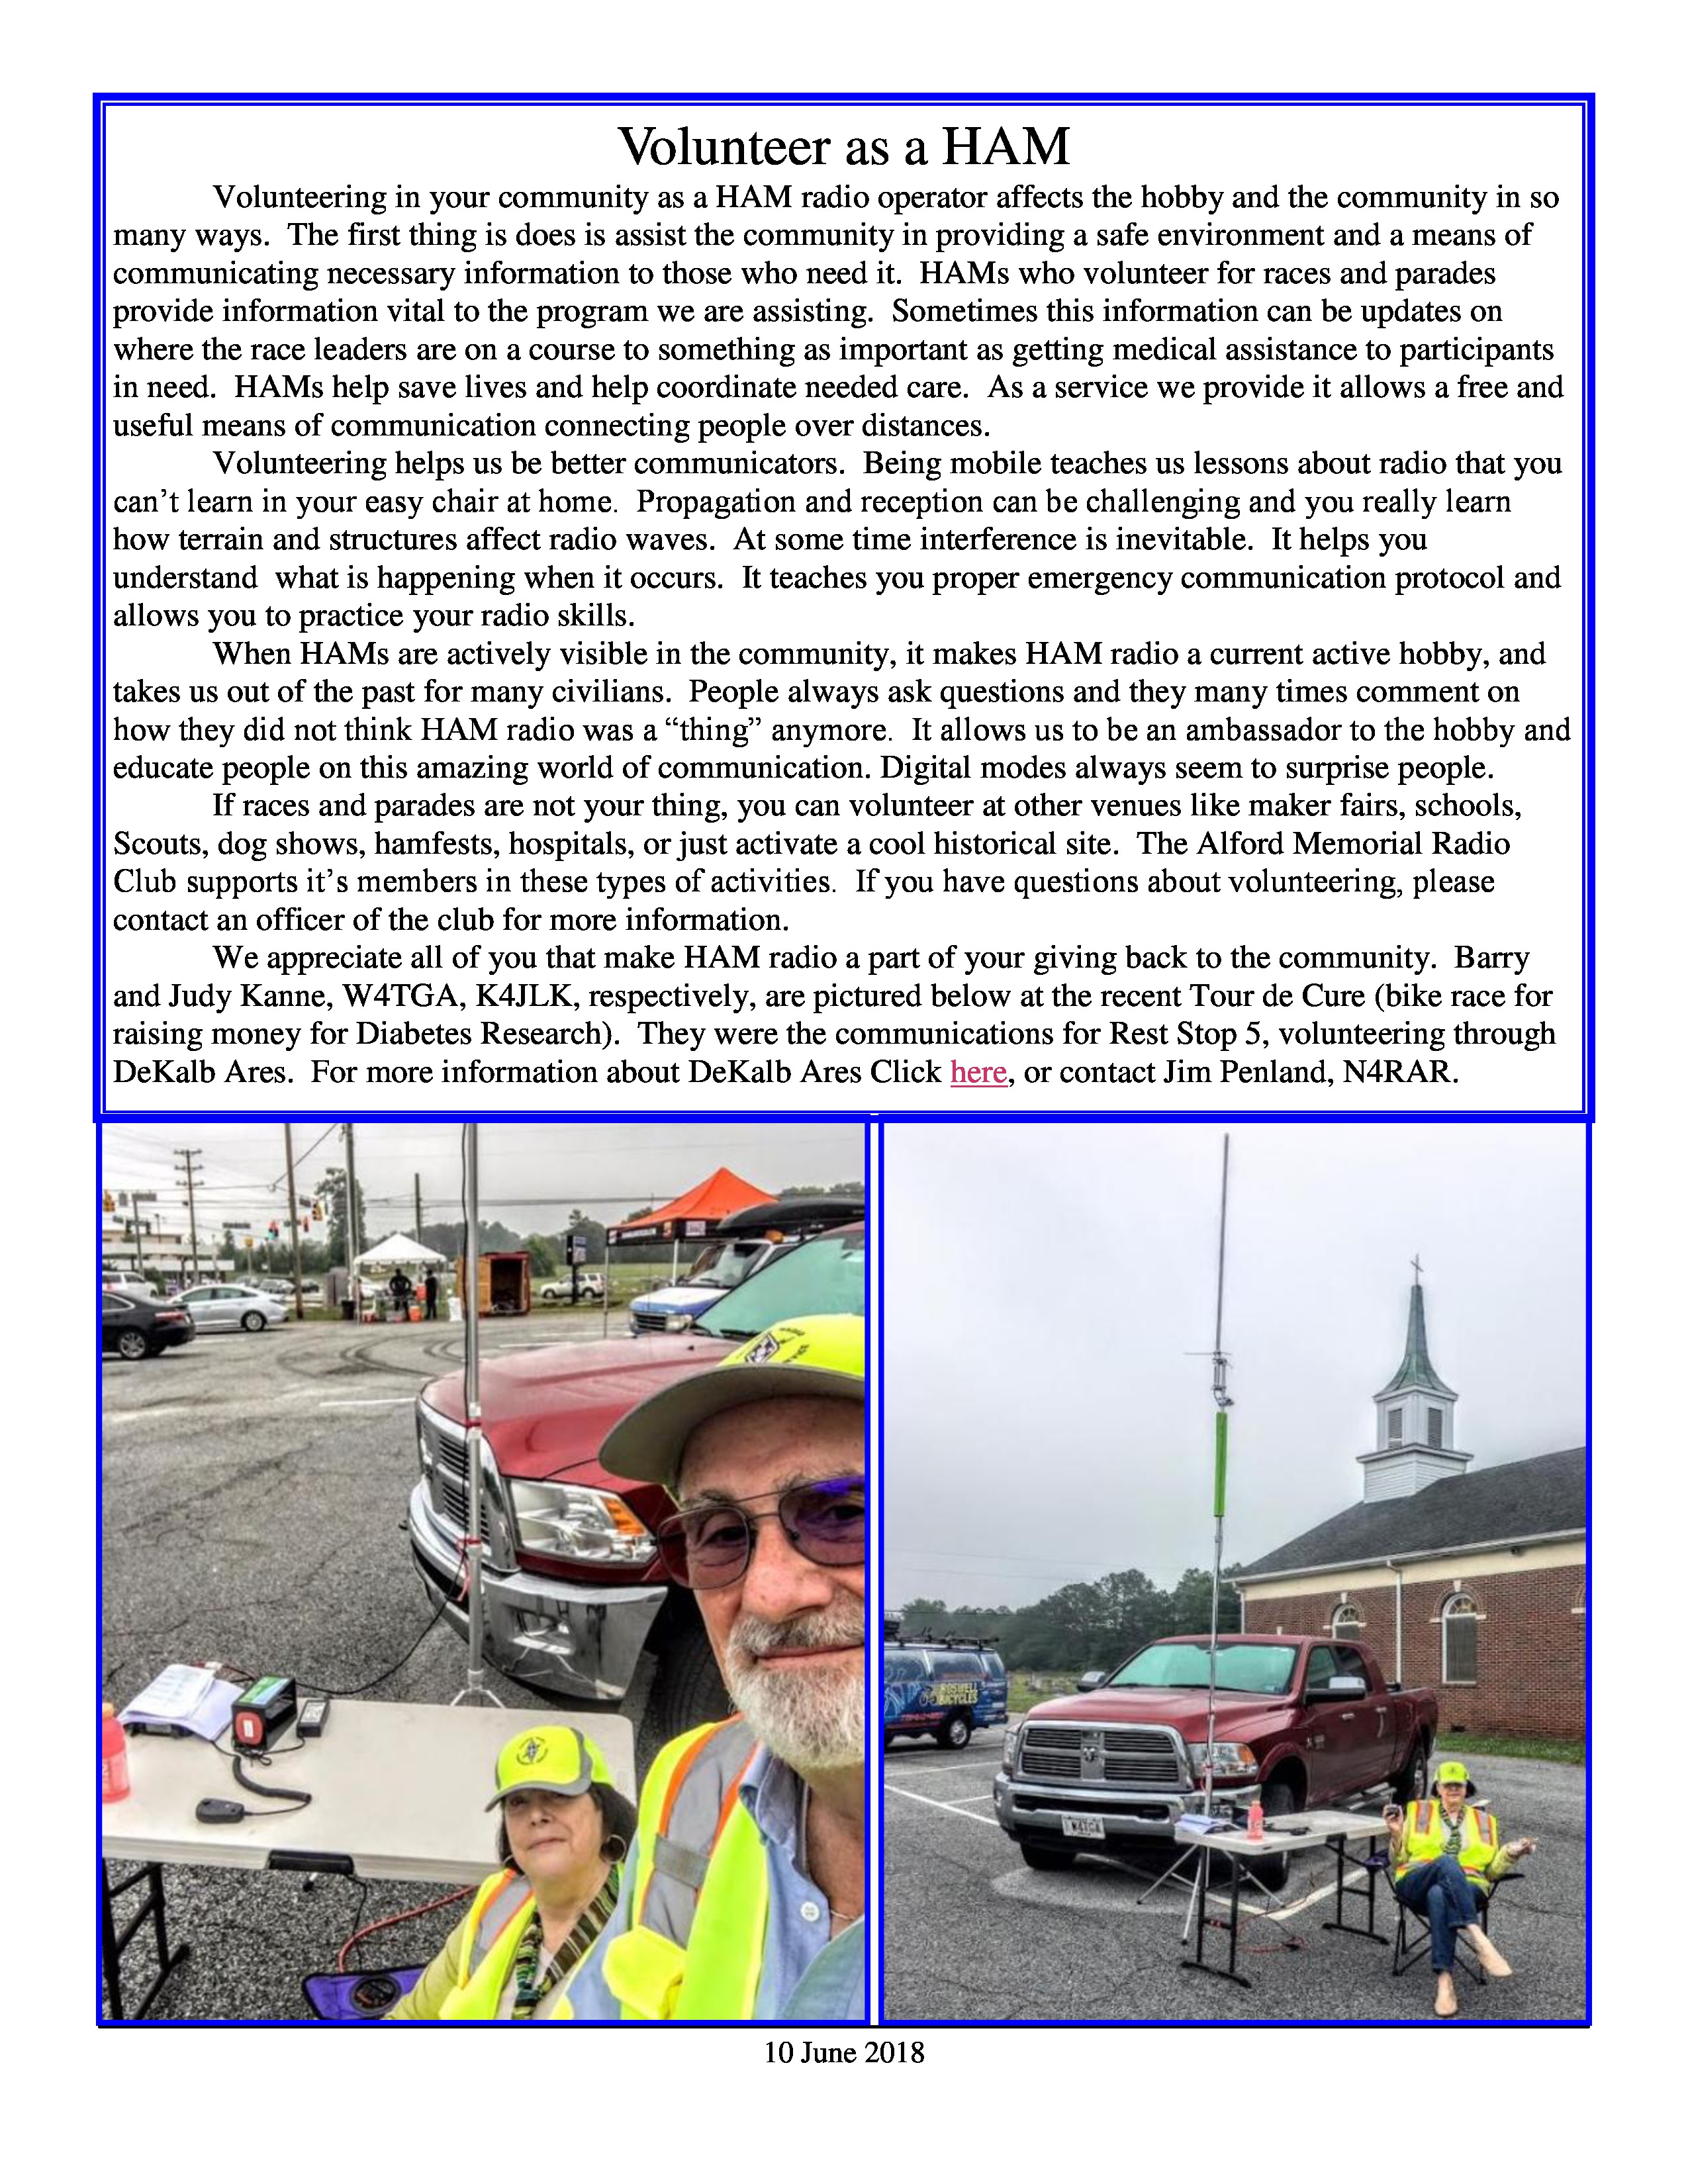 Volunteer as a HAM
Volunteering in your community as a HAM radio operator affects the hobby and the community in so
many ways.  The first thing is does is assist the community in providing a safe environment and a means of
communicating necessary information to those who need it.  HAMs who volunteer for races and parades
provide information vital to the program we are assisting.  Sometimes this information can be updates on
where the race leaders are on a course to something as important as getting medical assistance to participants
in need.  HAMs help save lives and help coordinate needed care.  As a service we provide it allows a free and
useful means of communication connecting people over distances.
Volunteering helps us be better communicators.  Being mobile teaches us lessons about radio that you
can’t learn in your easy chair at home.  Propagation and reception can be challenging and you really learn
how terrain and structures affect radio waves.  At some time interference is inevitable.  It helps you
understand  what is happening when it occurs.  It teaches you proper emergency communication protocol and
allows you to practice your radio skills.
When HAMs are actively visible in the community, it makes HAM radio a current active hobby, and
takes us out of the past for many civilians.  People always ask questions and they many times comment on
how they did not think HAM radio was a “thing” anymore.  It allows us to be an ambassador to the hobby and
educate people on this amazing world of communication. Digital modes always seem to surprise people.
If races and parades are not your thing, you can volunteer at other venues like maker fairs, schools,
Scouts, dog shows, hamfests, hospitals, or just activate a cool historical site.  The Alford Memorial Radio
Club supports it’s members in these types of activities.  If you have questions about volunteering, please
contact an officer of the club for more information.
We appreciate all of you that make HAM radio a part of your giving back to the community.  Barry
and Judy Kanne, W4TGA, K4JLK, respectively, are pictured below at the recent Tour de Cure (bike race for
raising money for Diabetes Research).  They were the communications for Rest Stop 5, volunteering through
DeKalb Ares.  For more information about DeKalb Ares Click here, or contact Jim Penland, N4RAR.
ROSWELL
BICYCLES
W4TGA
10 June 2018